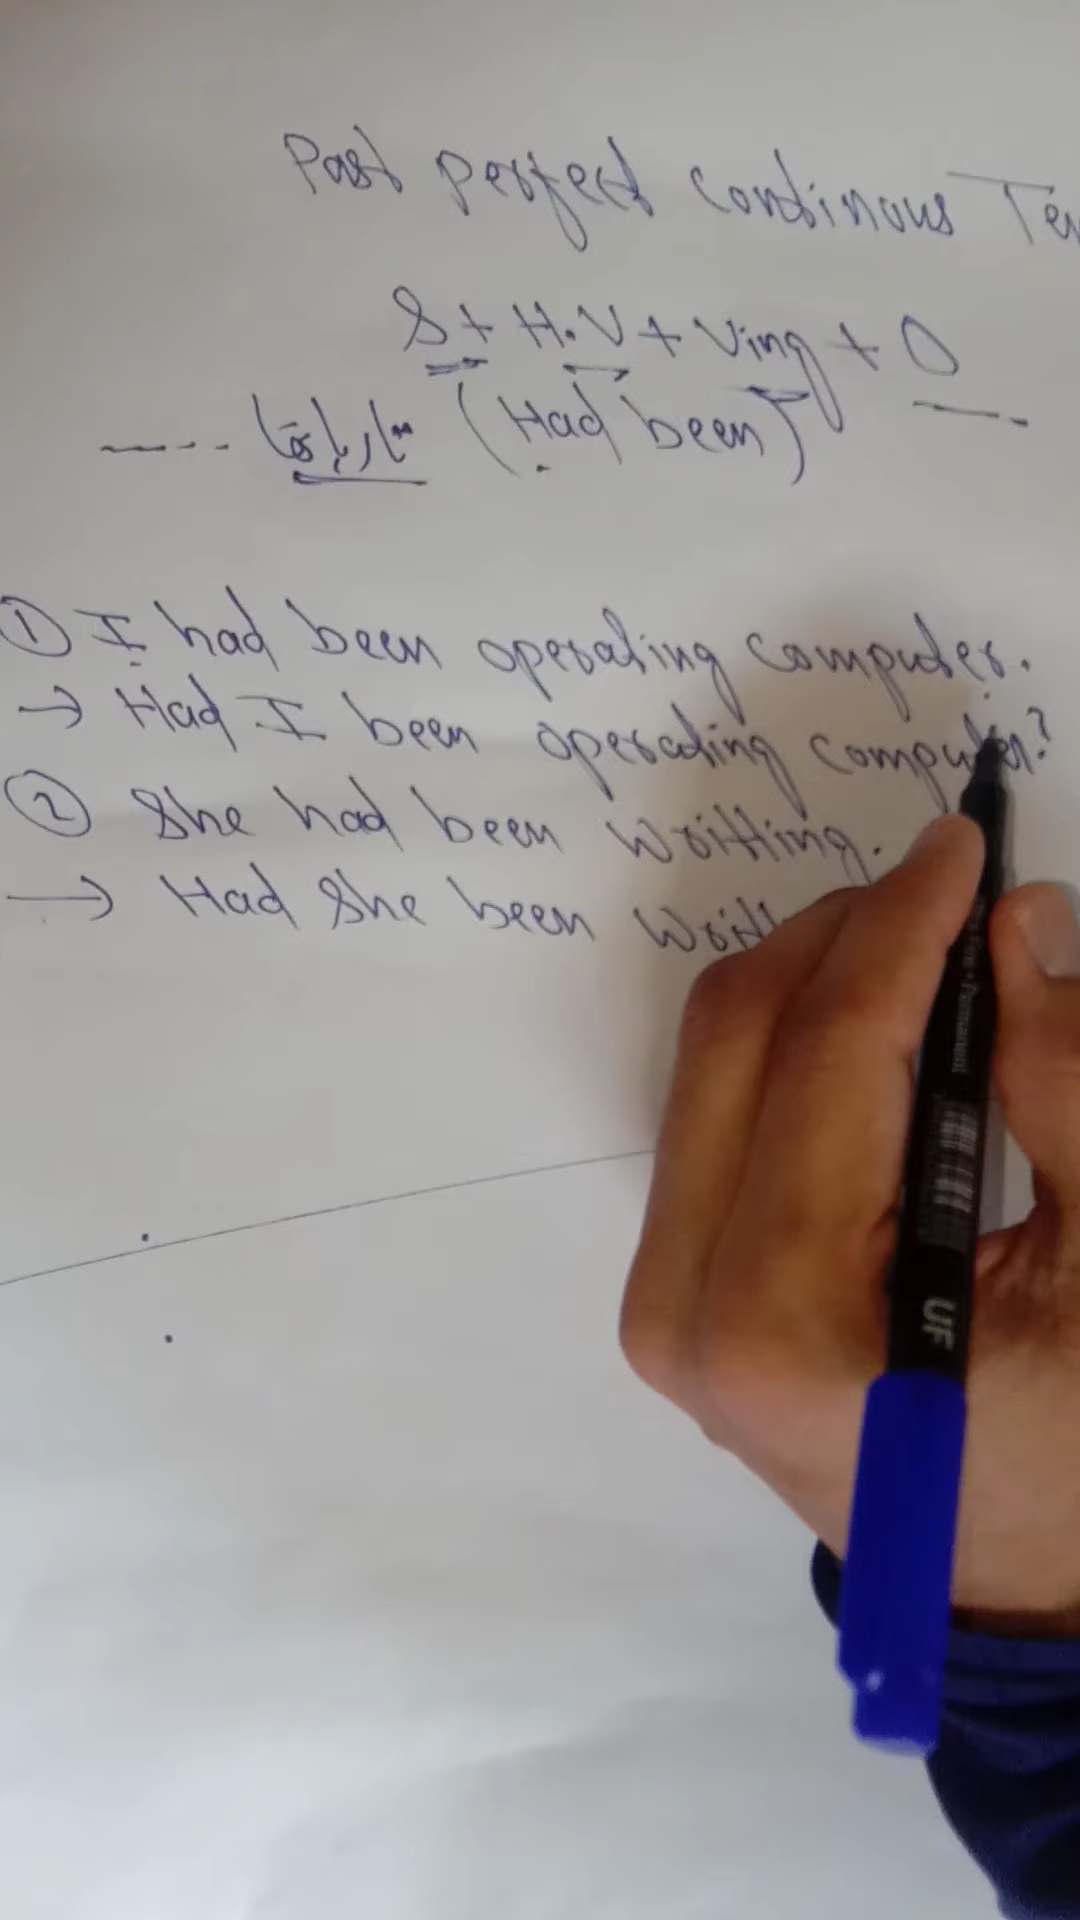 Past perfect continous
S + H.V + Ving + O
(Had been)
① I had been operating computer.
→ Had I been operating computer?
② She had been writting.
→ Had she been
UF